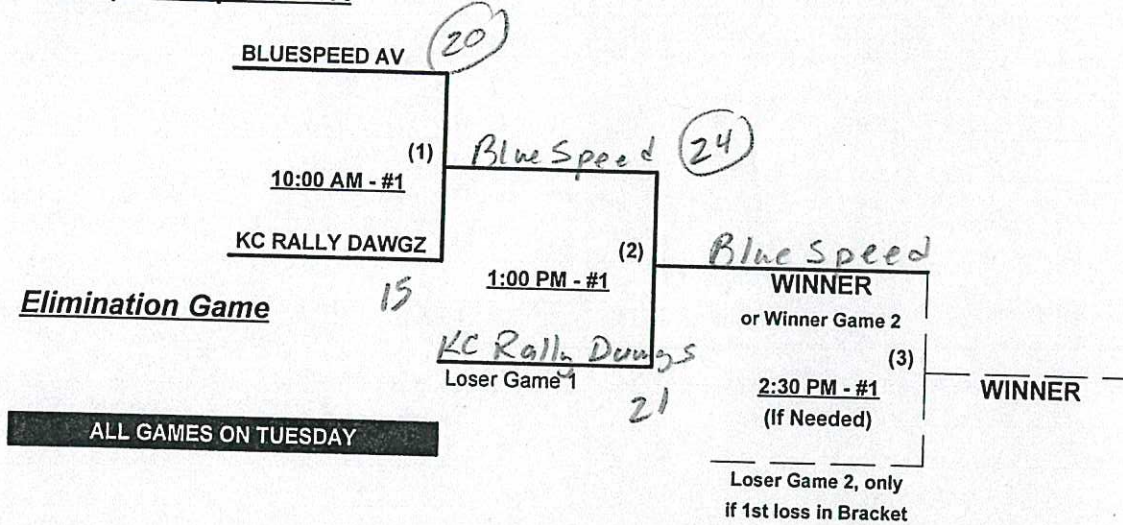 BLUESPEED AV 20
(1) Blue Speed 24
10:00 AM - #1
KC RALLY DAWGZ
15
(2)
1:00 PM - #1
Blue Speed
WINNER
or Winner Game 2
Elimination Game
KC Rally Dawgs
Loser Game 1
21
(3)
2:30 PM - #1
(If Needed)
WINNER
ALL GAMES ON TUESDAY
Loser Game 2, only
if 1st loss in Bracket